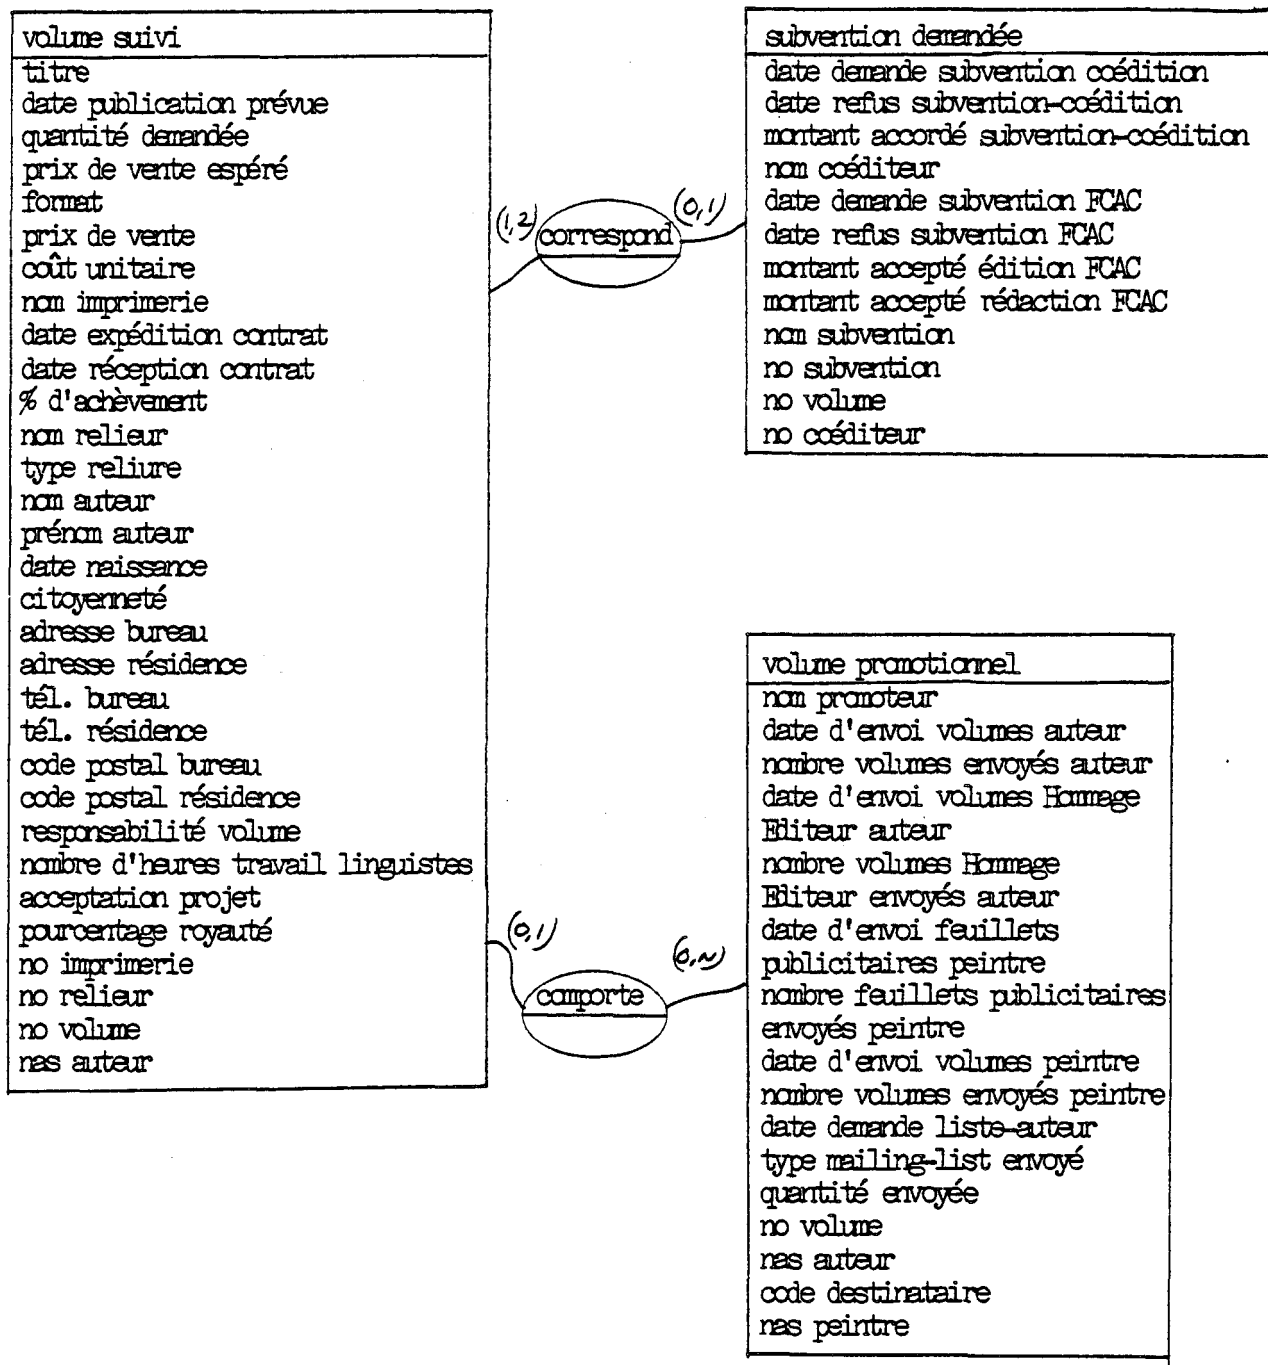 volume suivi
titre
date publication prévue
quantité demandée
prix de vente espéré
format
prix de vente
coût unitaire
nom imprimerie
date expédition contrat
date réception contrat
% d'achèvement
nom relieur
type reliure
nom auteur
prénom auteur
date naissance
citoyenneté
adresse bureau
adresse résidence
tél. bureau
tél. résidence
code postal bureau
code postal résidence
responsabilité volume
nombre d'heures travail linguistes
acceptation projet
pourcentage royauté
no imprimerie
no relieur
no volume
nas auteur
(1,2)
correspond
(0,1)
subvention demandée
date demande subvention coédition
date refus subvention-coédition
montant accordé subvention-coédition
nom coéditeur
date demande subvention FCAC
date refus subvention FCAC
montant accepté édition FCAC
montant accepté rédaction FCAC
nom subvention
no subvention
no volume
no coéditeur
(0,1)
comporte
(0,N)
volume promotionnel
nom promoteur
date d'envoi volumes auteur
nombre volumes envoyés auteur
date d'envoi volumes Hommage
Editeur auteur
nombre volumes Hommage
Editeur envoyés auteur
date d'envoi feuillets
publicitaires peintre
nombre feuillets publicitaires
envoyés peintre
date d'envoi volumes peintre
nombre volumes envoyés peintre
date demande liste-auteur
type mailing-list envoyé
quantité envoyée
no volume
nas auteur
code destinataire
nas peintre